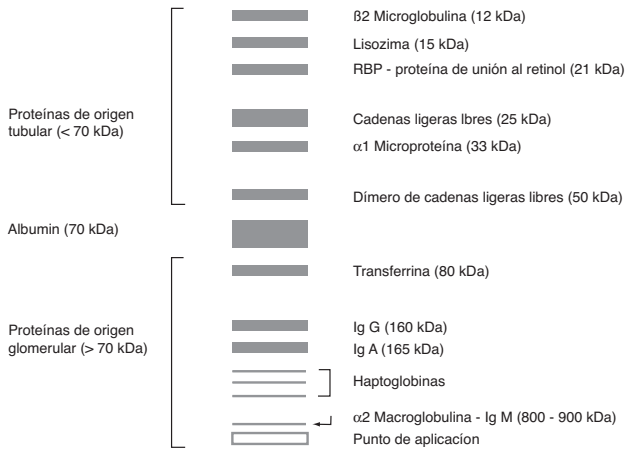 ß2 Microglobulina (12 kDa)
Lisozima (15 kDa)
RBP - proteína de unión al retinol (21 kDa)
Proteínas de origen
tubular (< 70 kDa)
Cadenas ligeras lbres (25 kDa)
α1 Microproteína (33 kDa)
Dímero de cadenas ligeras libres (50 kDa)
Albumin (70 kDa)
Transferrina (80 kDa)
Proteínas de origen
glomerular (> 70 kDa)
Ig G (160 kDa)
Ig A (165 kDa)
Haptoglobinas
α2 Macroglobulina - Ig M (800 - 900 kDa)
Punto de aplicacíon